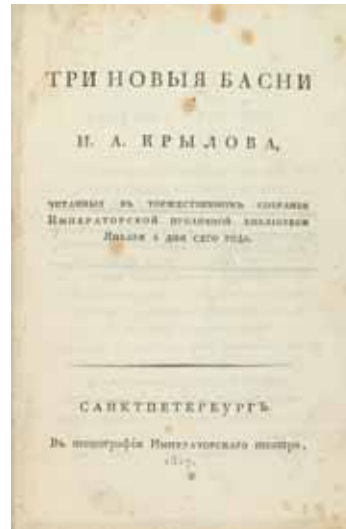 ТРИ НОВЫЯ БАСНИ
И. А. КРЫЛОВА,
читанныя въ торжественномъ собраніи
Императорской публичной библіотеки
Января 2 дня сего года.
САНКТПЕТЕРБУРГЪ
Въ типографіи Императорскаго театра,
1817.